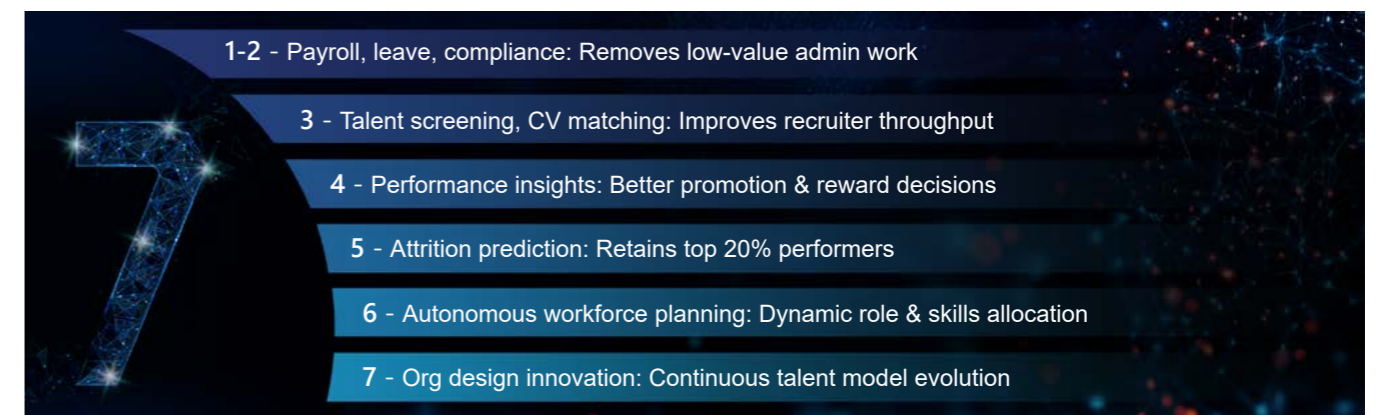 1-2 - Payroll, leave, compliance: Removes low-value admin work
3 - Talent screening, CV matching: Improves recruiter throughput
4 - Performance insights: Better promotion & reward decisions
5 - Attrition prediction: Retains top 20% performers
6 - Autonomous workforce planning: Dynamic role & skills allocation
7 - Org design innovation: Continuous talent model evolution
7